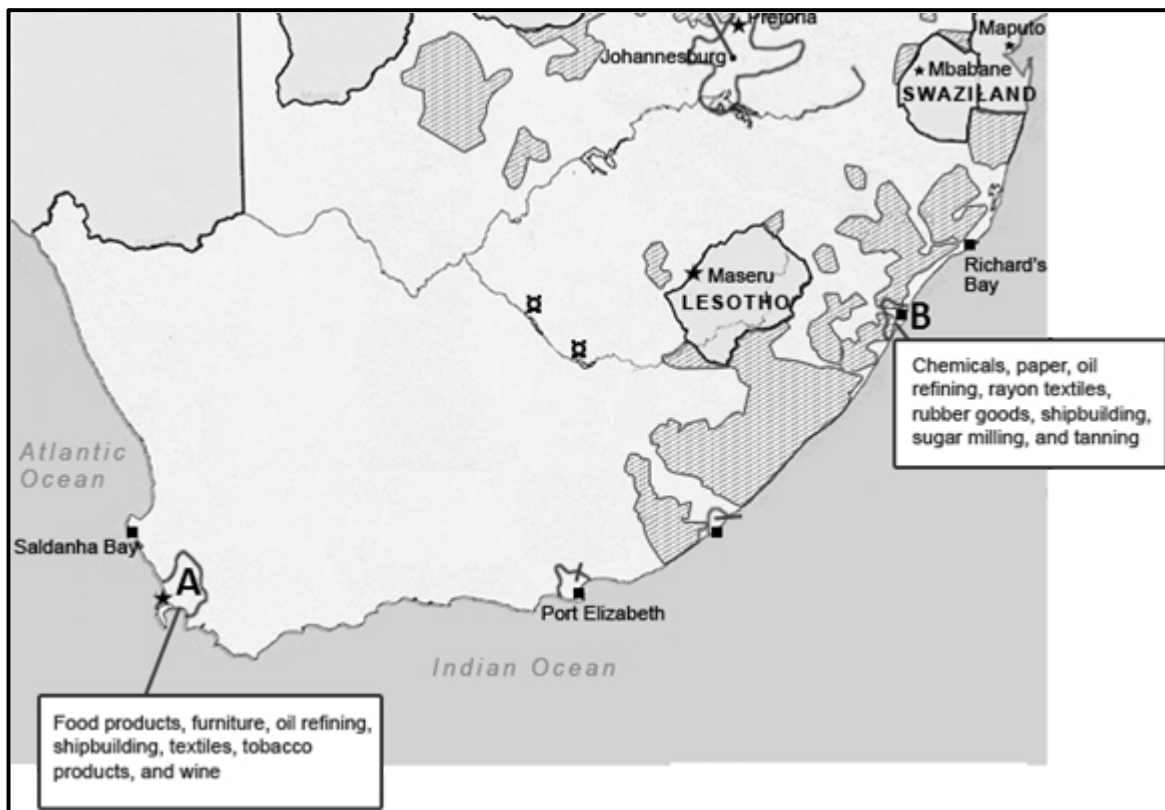 Pretoria
Maputo
Johannesburg
Mbabane
SWAZILAND
Richard's
Bay
Maseru
LESOTHO
B
Chemicals, paper, oil
refining, rayon textiles,
rubber goods, shipbuilding,
sugar milling, and tanning
Atlantic
Ocean
Saldanha Bay
A
Port Elizabeth
Indian Ocean
Food products, furniture, oil refining,
shipbuilding, textiles, tobacco
products, and wine